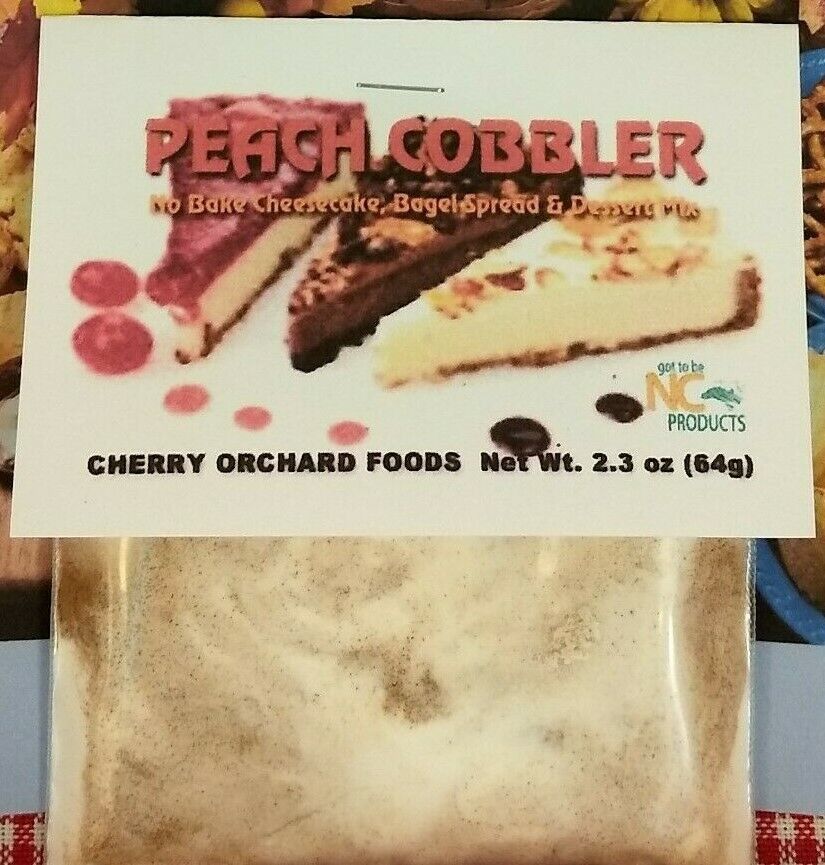 PEACH COBBLER
No Bake Cheesecake, Bagel Spread & Dessert Mix
got to be
NC
PRODUCTS
CHERRY ORCHARD FOODS Net Wt. 2.3 oz (64g)